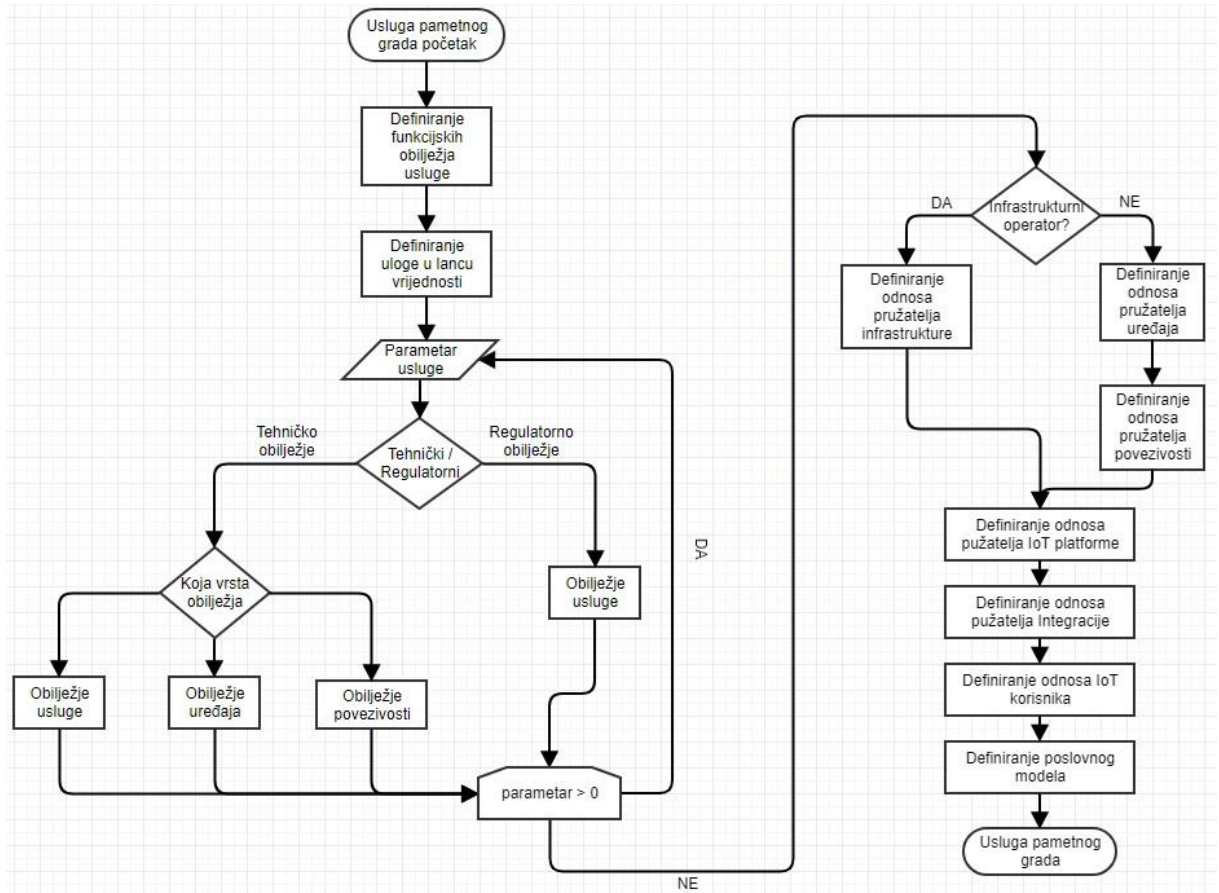 Usluga pametnog
grada početak
Definiranje
funkcijskih
obilježja
usluge
Definiranje
uloge u lancu
vrijednosti
Parametar
usluge
Tehnički /
Regulatorni
Tehničko
obilježje
Regulatorno
obilježje
Koja vrsta
obilježja
Obilježje
usluge
Obilježje
uređaja
Obilježje
povezivosti
Obilježje
usluge
parametar > 0
DA
NE
Infrastrukturni
operator?
DA
NE
Definiranje
odnosa
pružatelja
infrastrukture
Definiranje
odnosa
pružatelja
uređaja
Definiranje
odnosa
pružatelja
povezivosti
Definiranje odnosa
pužatelja IoT platforme
Definiranje odnosa
pužatelja Integracije
Definiranje odnosa IoT
korisnika
Definiranje poslovnog
modela
Usluga pametnog
grada